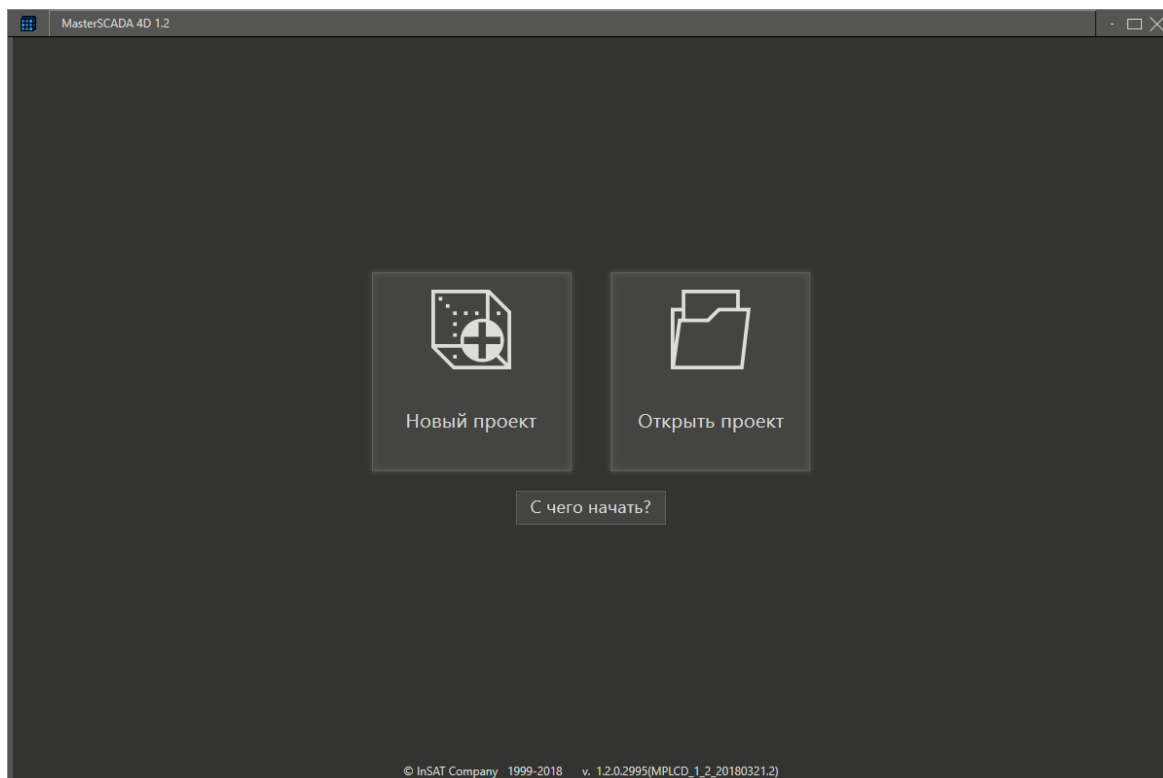 MasterSCADA 4D 1.2
Новый проект
Открыть проект
С чего начать?
© InSAT Company 1999-2018 v. 1.2.0.2995(MPLCD_1_2_20180321.2)